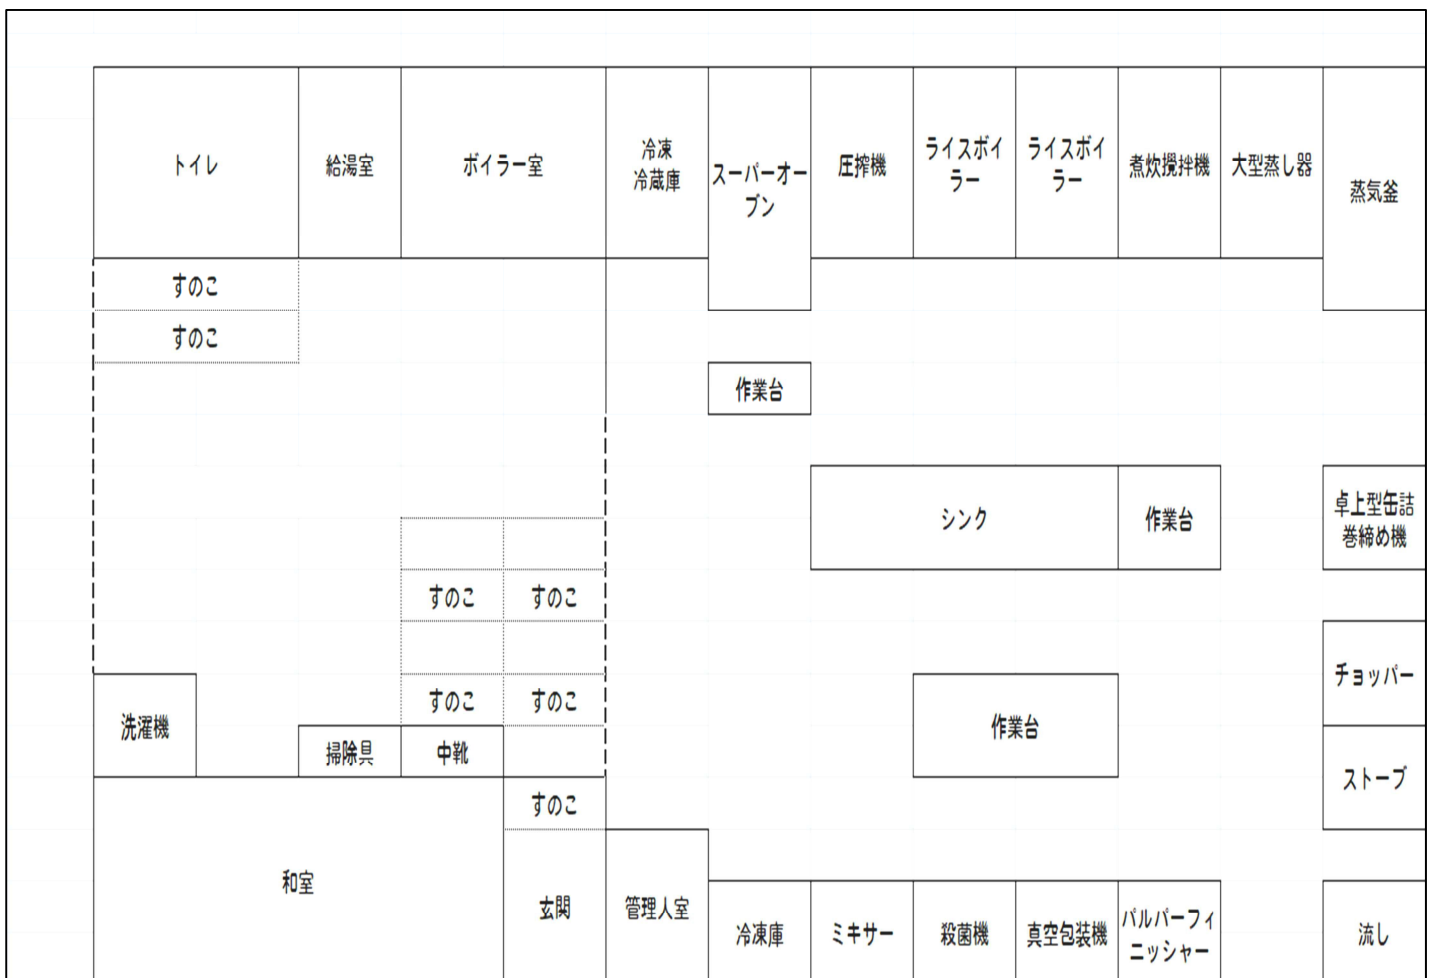 トイレ
給湯室
ボイラー室
冷凍
冷蔵庫
スーパーオー
ブン
圧搾機
ライスボイ
ラー
ライスボイ
ラー
煮炊攪拌機
大型蒸し器
蒸気釜
すのこ
すのこ
作業台
シンク
作業台
卓上型缶詰
巻締め機
すのこ
すのこ
チョッパー
すのこ
すのこ
洗濯機
作業台
掃除具
中靴
ストーブ
すのこ
和室
玄関
管理人室
冷凍庫
ミキサー
殺菌機
真空包装機
パルパーフィ
ニッシャー
流し